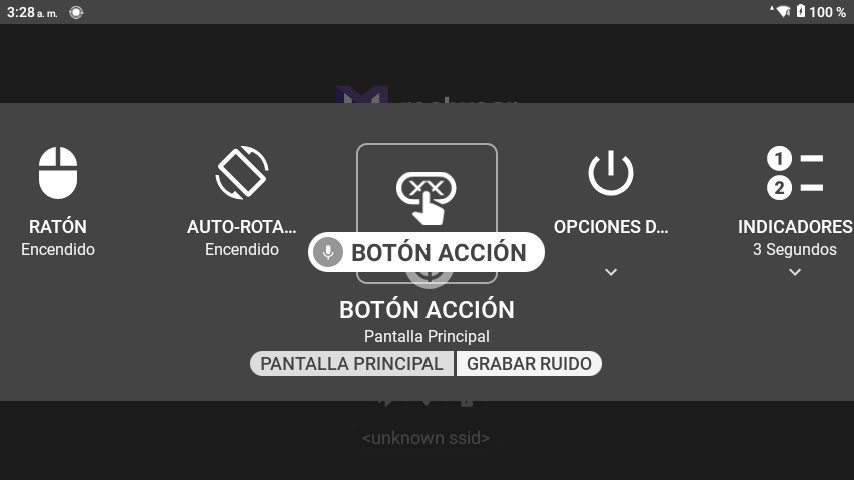 3:28 a. m.
100 %
RATÓN
Encendido
AUTO-ROTA...
Encendido
BOTÓN ACCIÓN
OPCIONES D...
INDICADORES
3 Segundos
1
2
BOTÓN ACCIÓN
Pantalla Principal
PANTALLA PRINCIPAL
GRABAR RUIDO
<unknown ssid>